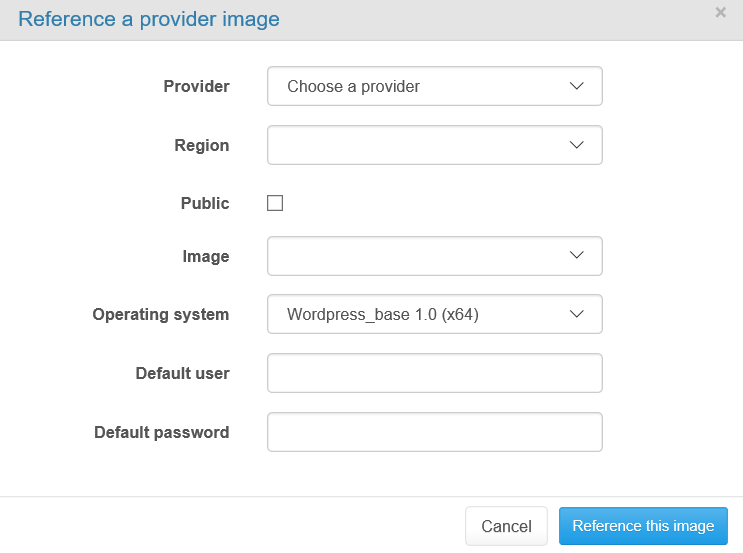 Reference a provider image
Provider Choose a provider
Region
Public
Image
Operating system Wordpress_base 1.0 (x64)
Default user
Default password
Cancel Reference this image